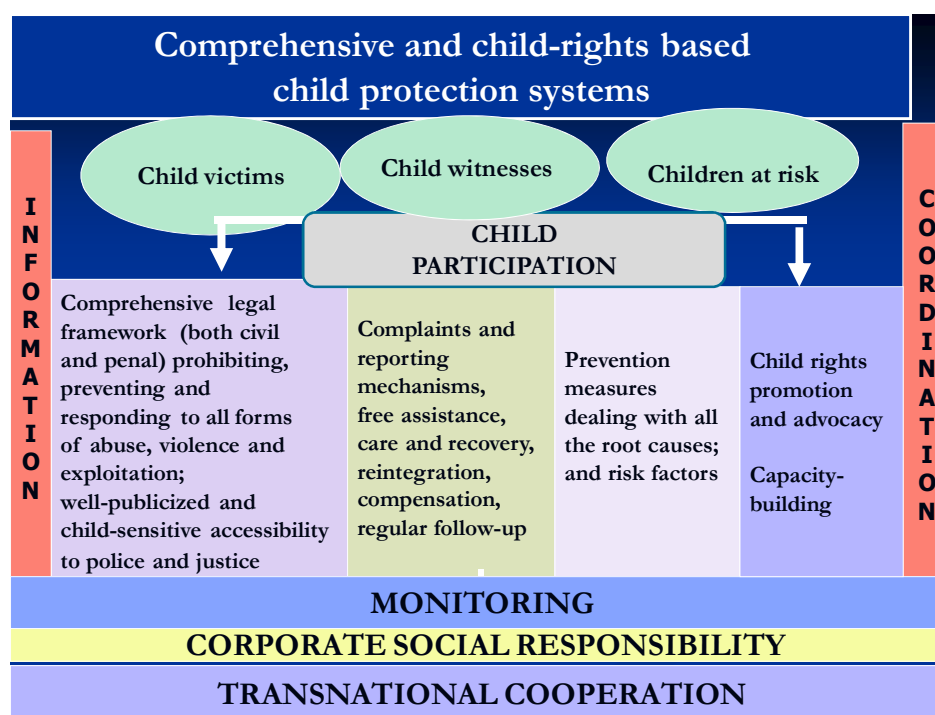 Comprehensive and child-rights based
child protection systems
Child victims
Child witnesses
Children at risk
CHILD
PARTICIPATION
INFORMATION
Comprehensive legal
framework (both civil
and penal) prohibiting,
preventing and
responding to all forms
of abuse, violence and
exploitation;
well-publicized and
child-sensitive accessibility
to police and justice
Complaints and
reporting
mechanisms,
free assistance,
care and recovery,
reintegration,
compensation,
regular follow-up
Prevention
measures
dealing with all
the root causes;
and risk factors
Child rights
promotion
and advocacy
Capacity-
building
COORDINATION
MONITORING
CORPORATE SOCIAL RESPONSIBILITY
TRANSNATIONAL COOPERATION